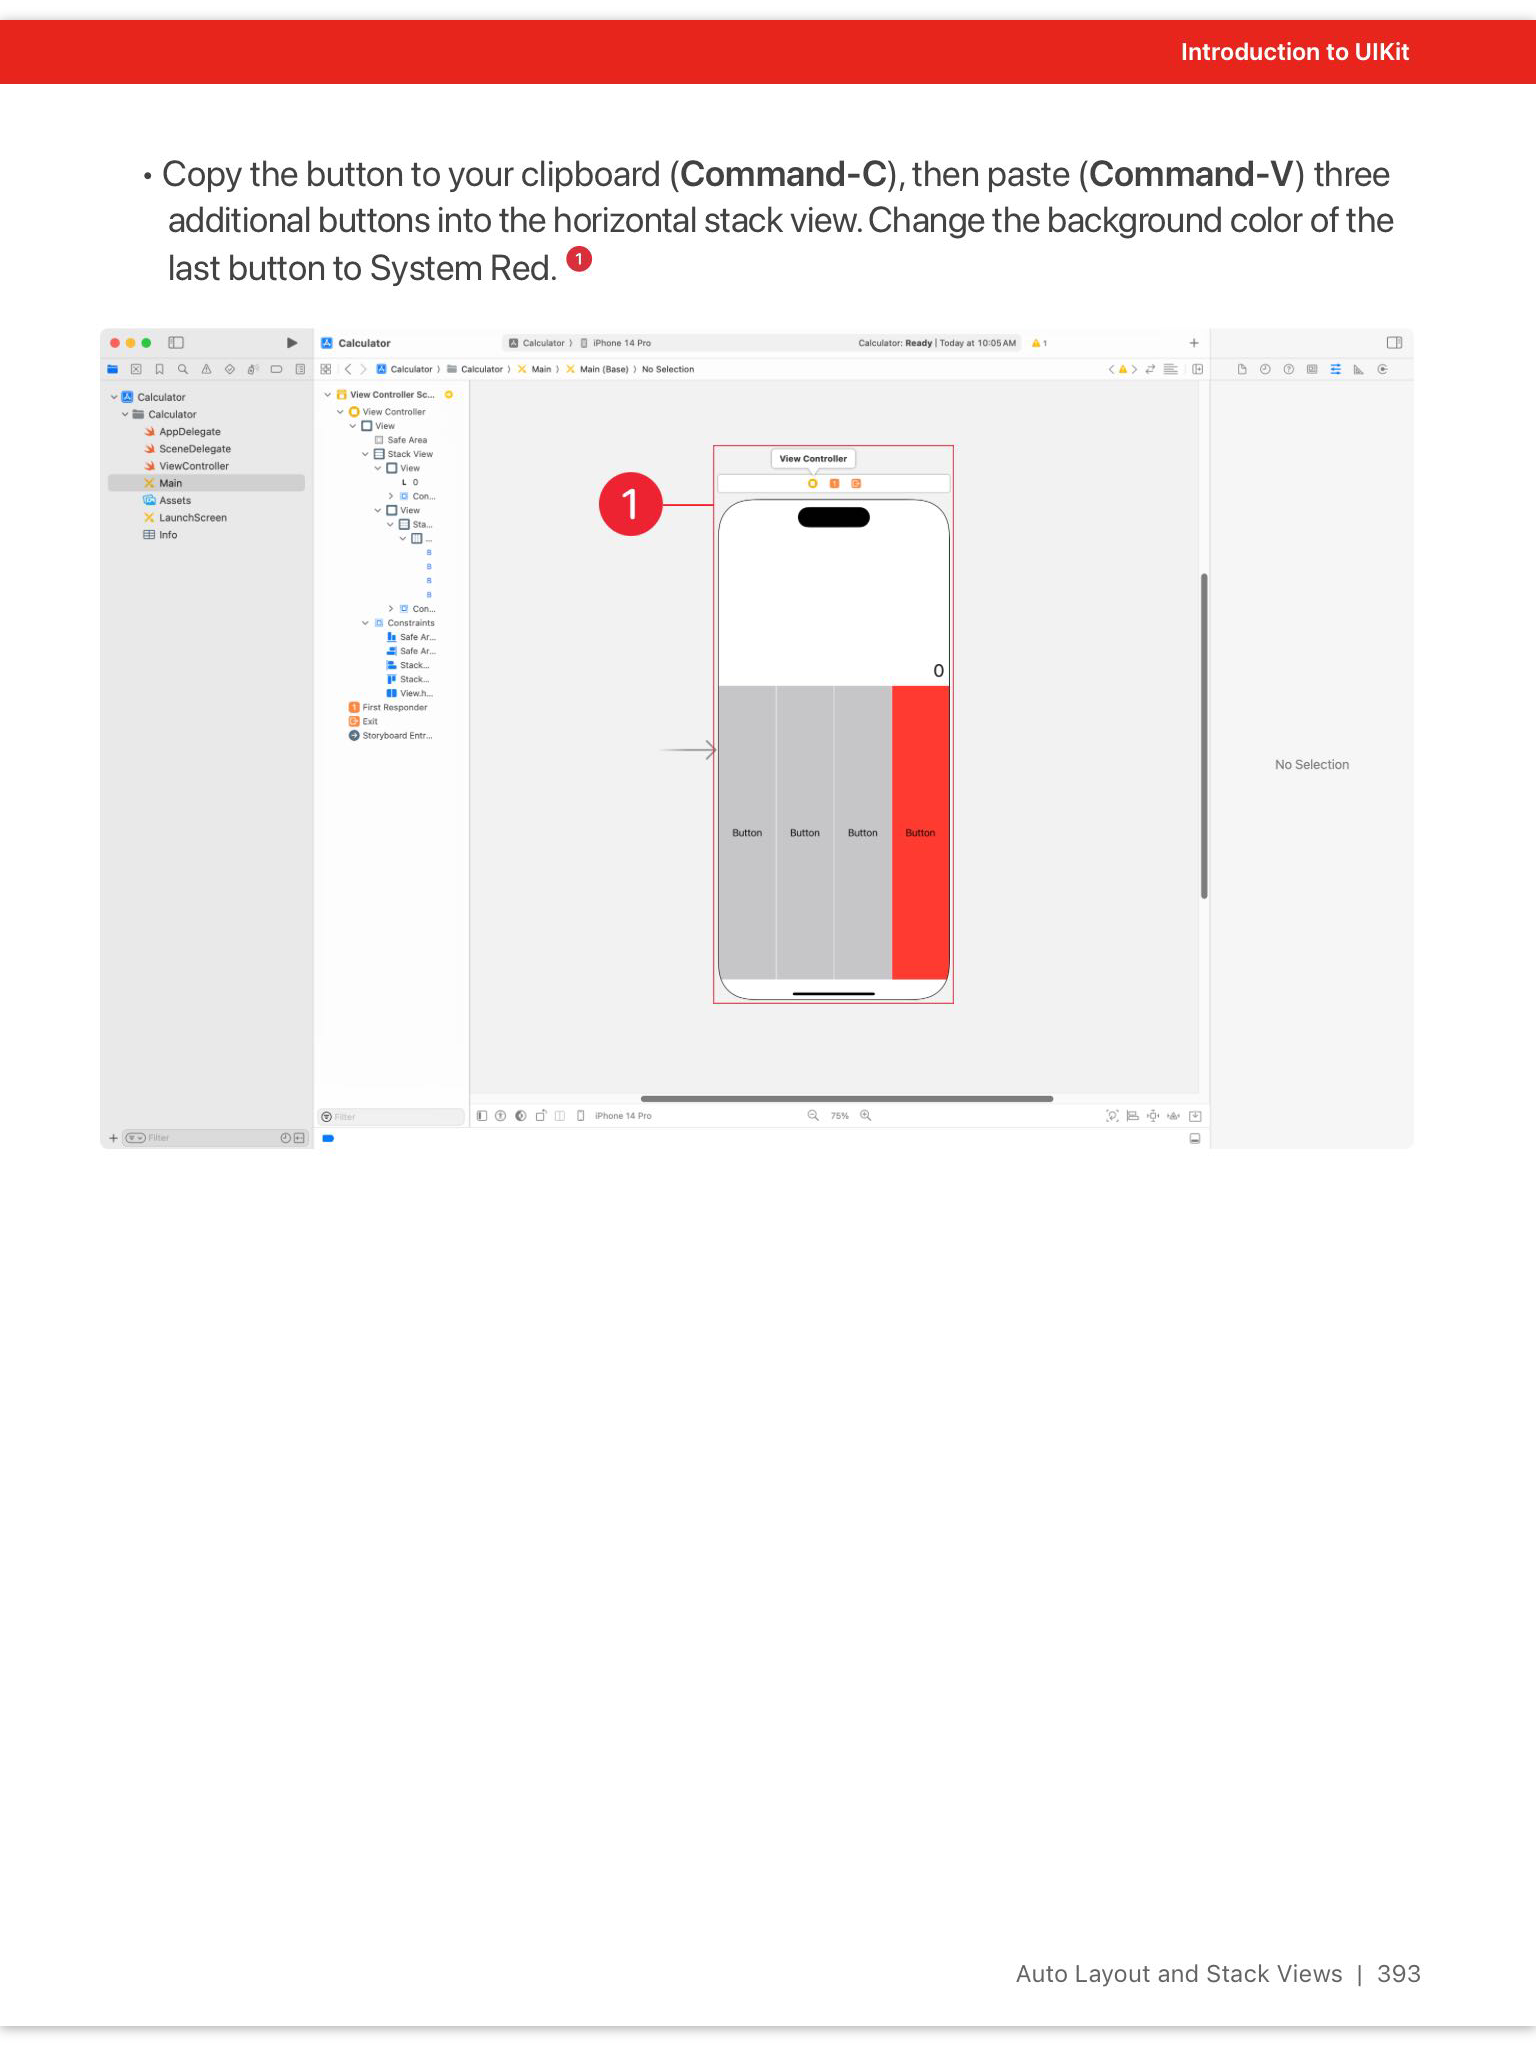 Introduction to UIKit
• Copy the button to your clipboard (Command-C), then paste (Command-V) three
additional buttons into the horizontal stack view. Change the background color of the
last button to System Red. 1
Calculator
Calculator 〉 iPhone 14 Pro
Calculator: Ready | Today at 10:05 AM
1
Calculator 〉 Calculator 〉 Main 〉 Main (Base) 〉 No Selection
Calculator
Calculator
AppDelegate
SceneDelegate
ViewController
Main
Assets
LaunchScreen
Info
Filter
View Controller Sc...
View Controller
View
Safe Area
Stack View
View
L 0
Con...
View
Sta...
...
B
B
B
B
Con...
Constraints
Safe Ar...
Safe Ar...
Stack...
Stack...
View.h...
First Responder
Exit
Storyboard Entr...
Filter
1
View Controller
0
Button Button Button Button
iPhone 14 Pro
75%
No Selection
Auto Layout and Stack Views | 393